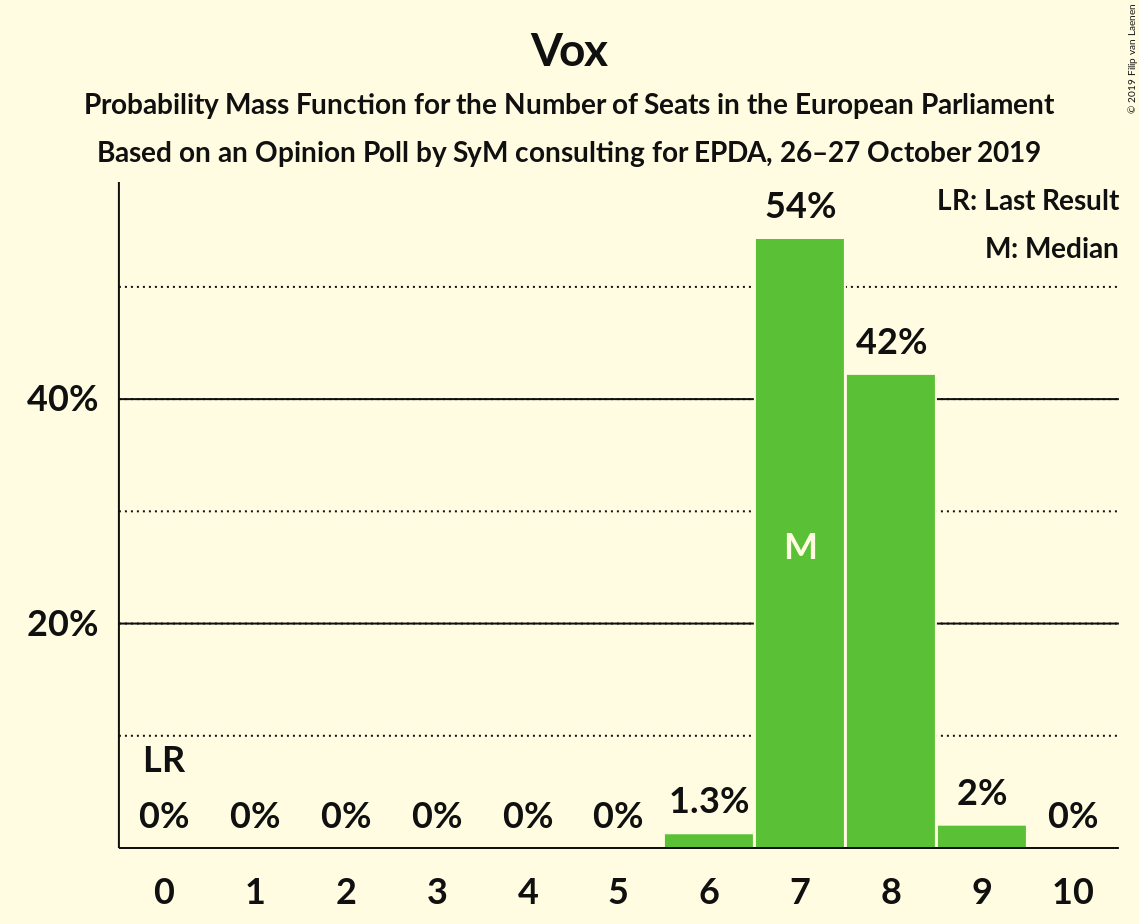 Vox
Probability Mass Function for the Number of Seats in the European Parliament
Based on an Opinion Poll by SyM consulting for EPDA, 26–27 October 2019
© 2019 Filip van Laenen
LR: Last Result
M: Median
54%
42%
40%
M
20%
LR
0% 0% 0% 0% 0% 0% 1.3% 2% 0%
0 1 2 3 4 5 6 7 8 9 10